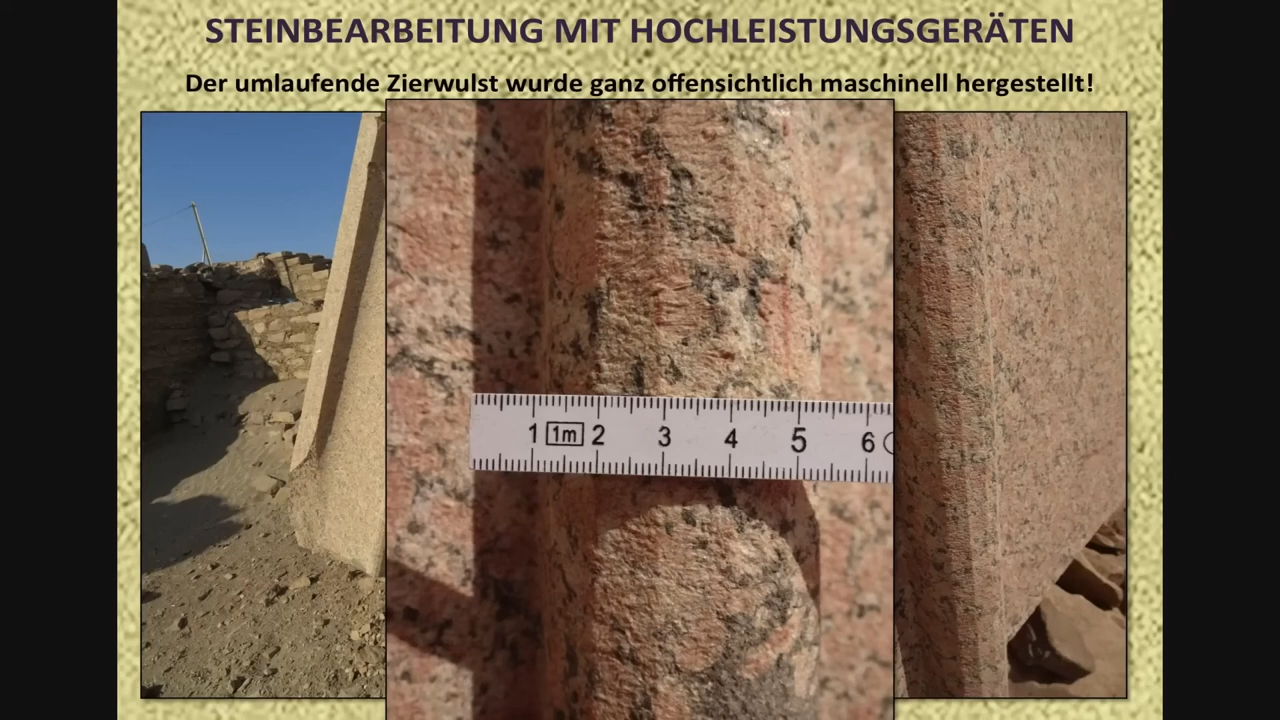 STEINBEARBEITUNG MIT HOCHLEISTUNGSGERÄTEN
Der umlaufende Zierwulst wurde ganz offensichtlich maschinell hergestellt!
1 1m 2 3 4 5 6